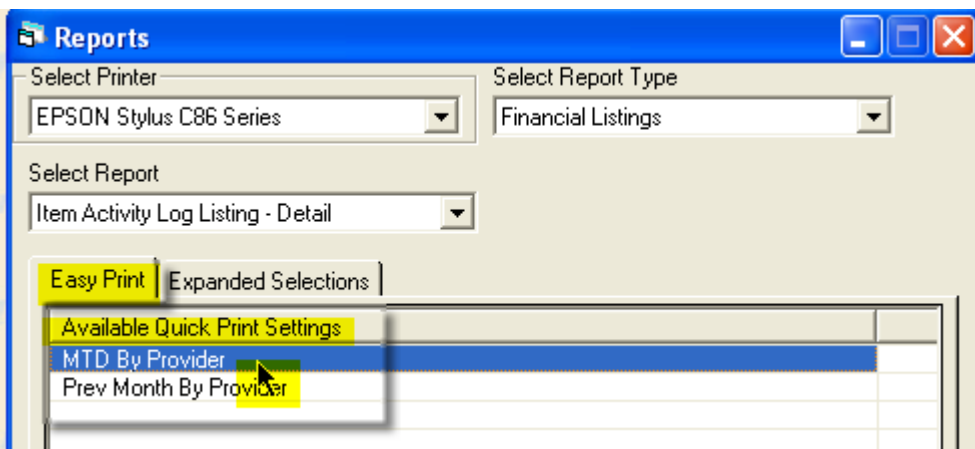 Reports
Select Printer
Select Report Type
EPSON Stylus C86 Series
Financial Listings
Select Report
Item Activity Log Listing - Detail
Easy Print
Expanded Selections
Available Quick Print Settings
MTD By Provider
Prev Month By Provider